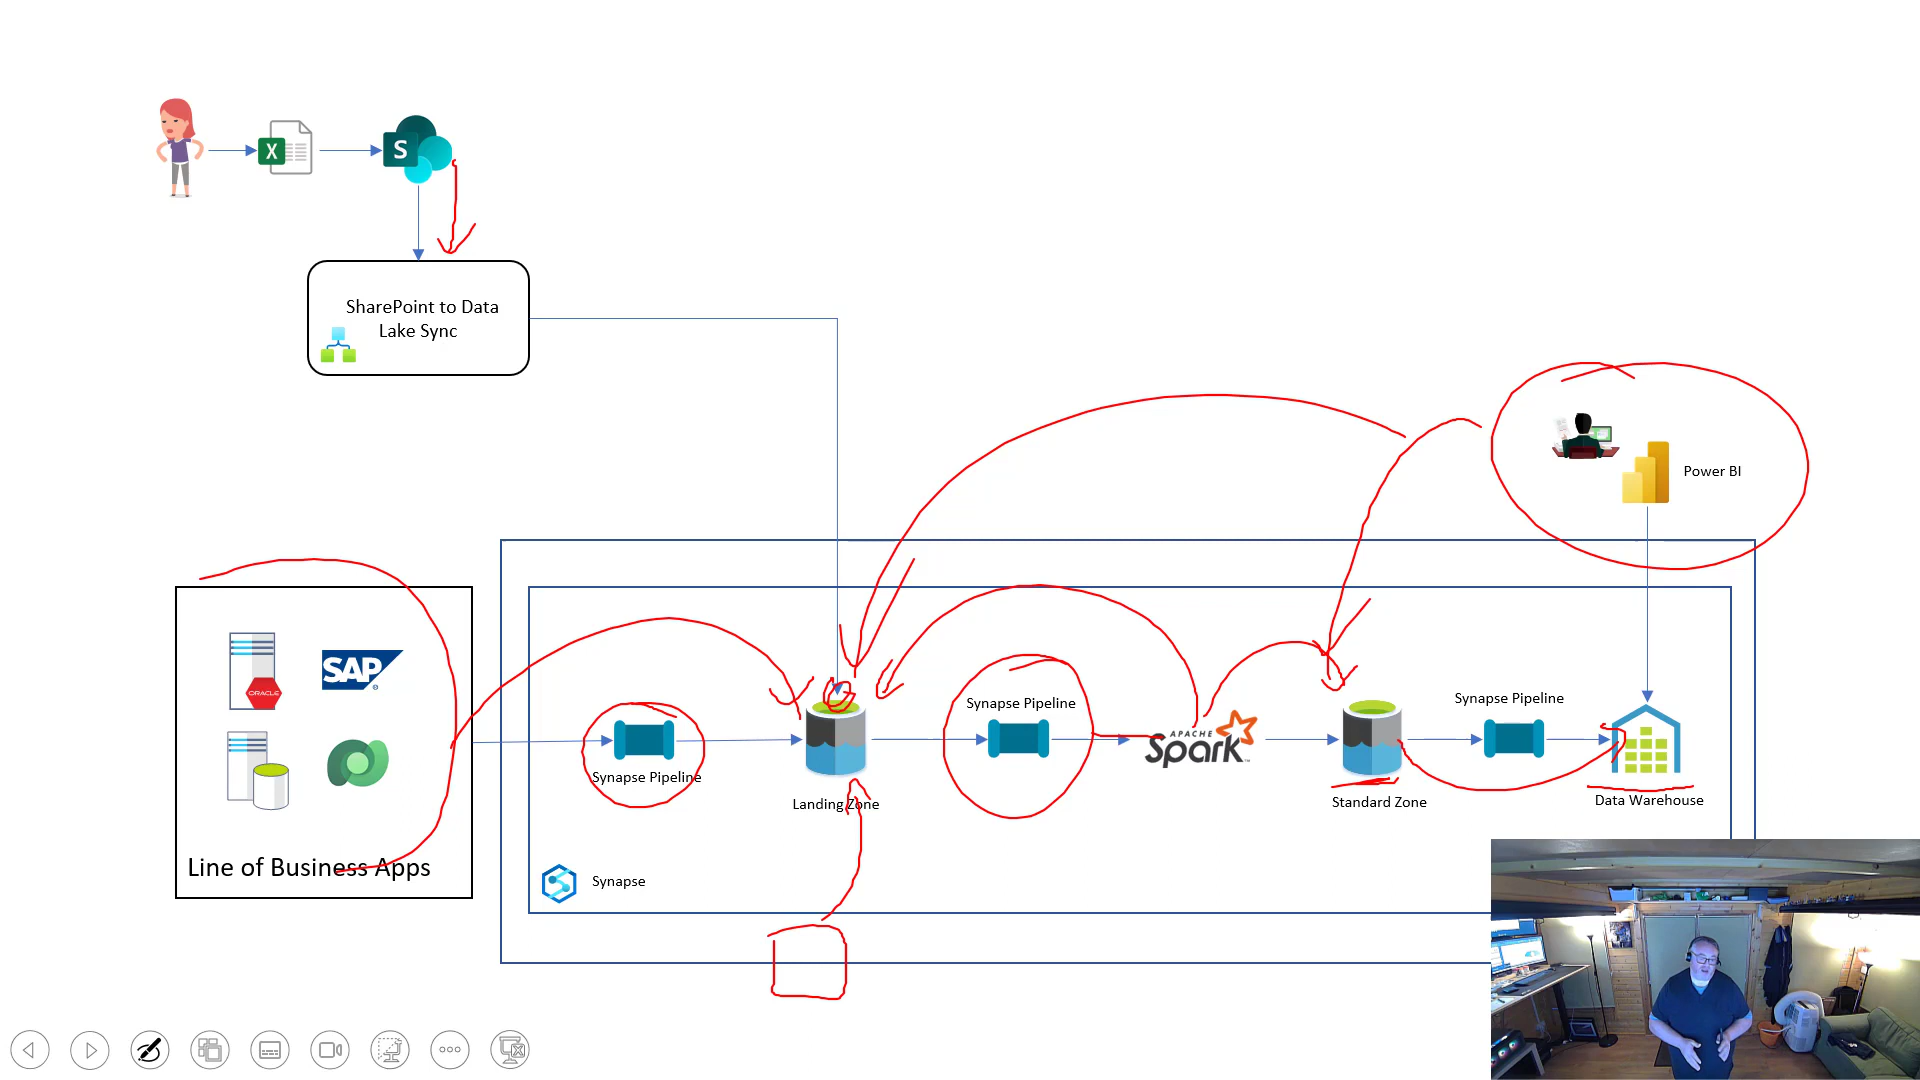 X
S
SharePoint to Data
Lake Sync
Power BI
ORACLE
SAP
®
Line of Business Apps
Synapse Pipeline
Landing Zone
Synapse Pipeline
APACHE
Spark
TM
Standard Zone
Synapse Pipeline
Data Warehouse
Synapse